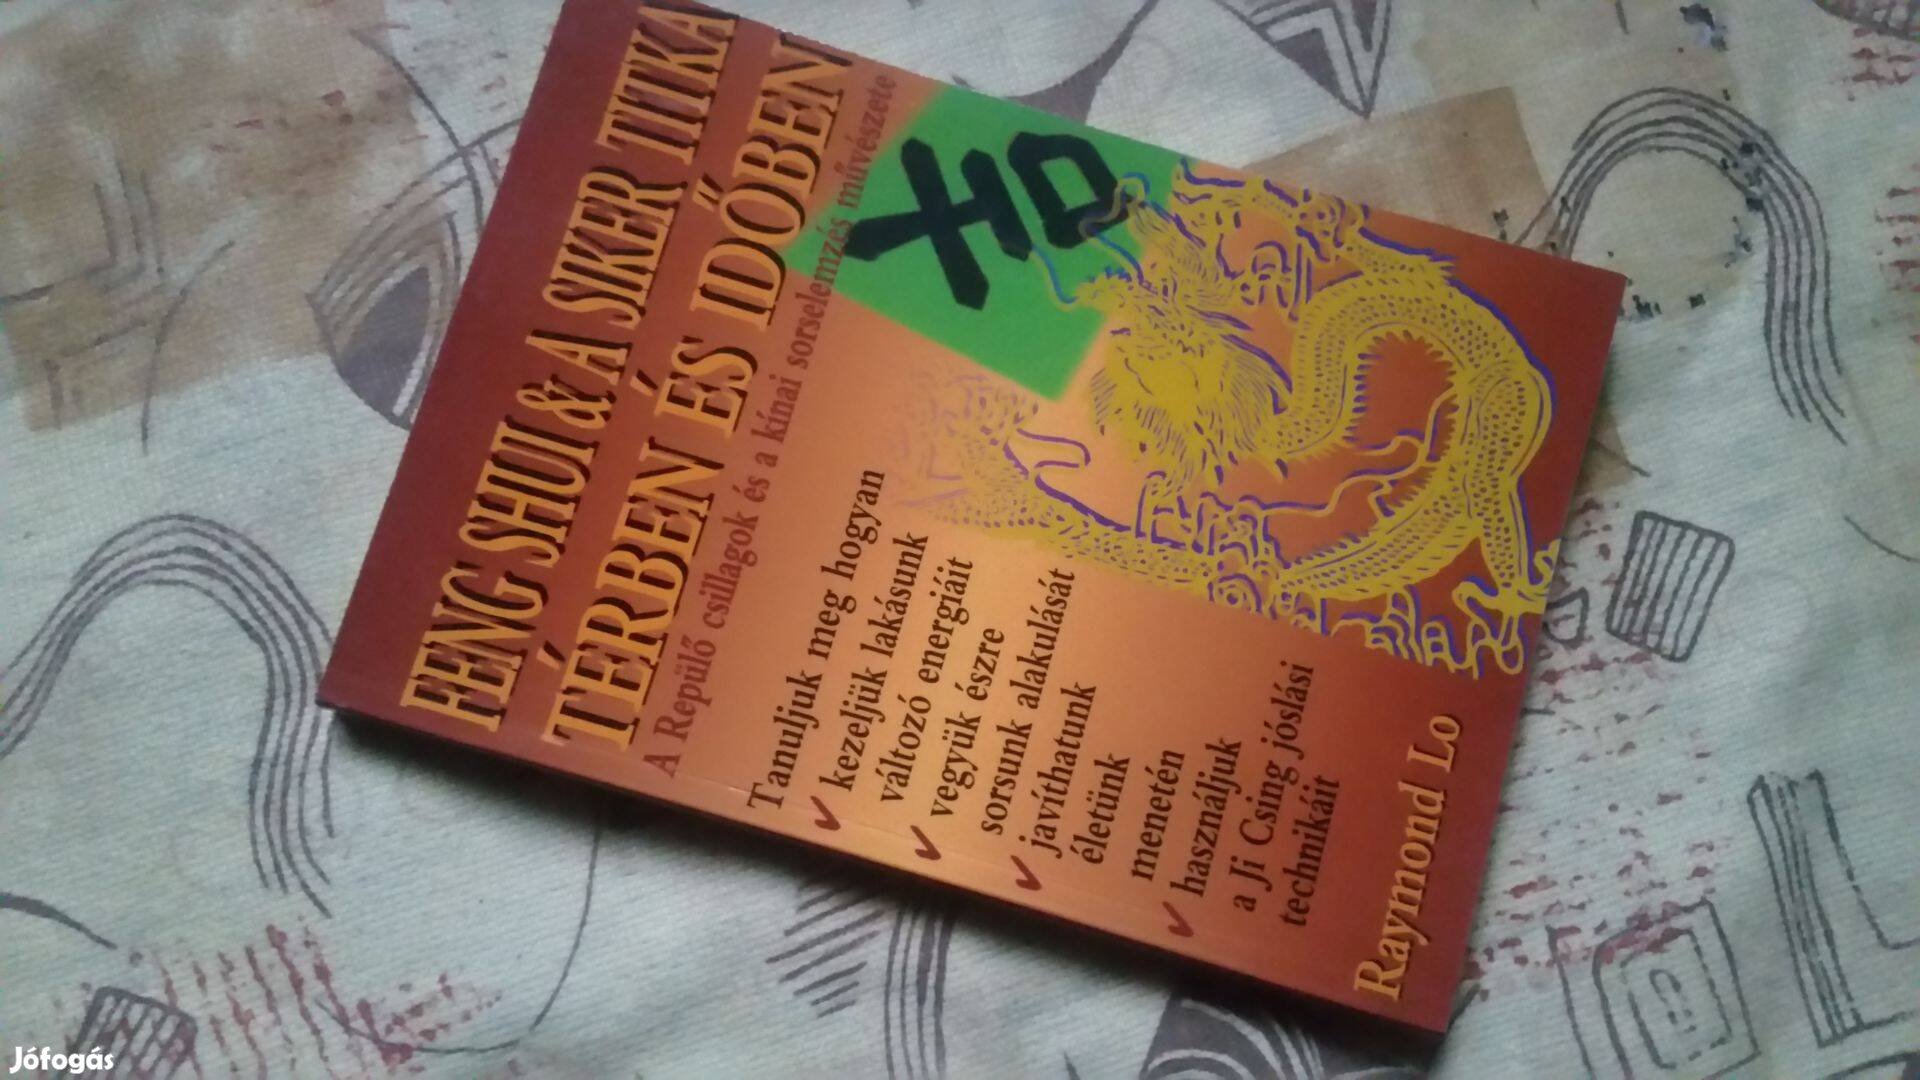 FENG SHUI & A SIKER TITKA
TÉRBEN ÉS IDŐBEN
A Repülő csillagok és a kínai sorselemzés művészete
吉
Tanuljuk meg hogyan
✓ kezeljük lakásunk
változó energiáit
✓ vegyük észre
sorsunk alakulását
✓ javíthatunk
életünk
menetén
✓ használjuk
a Ji Csing jóslási
technikáit
Raymond Lo
Jófogás